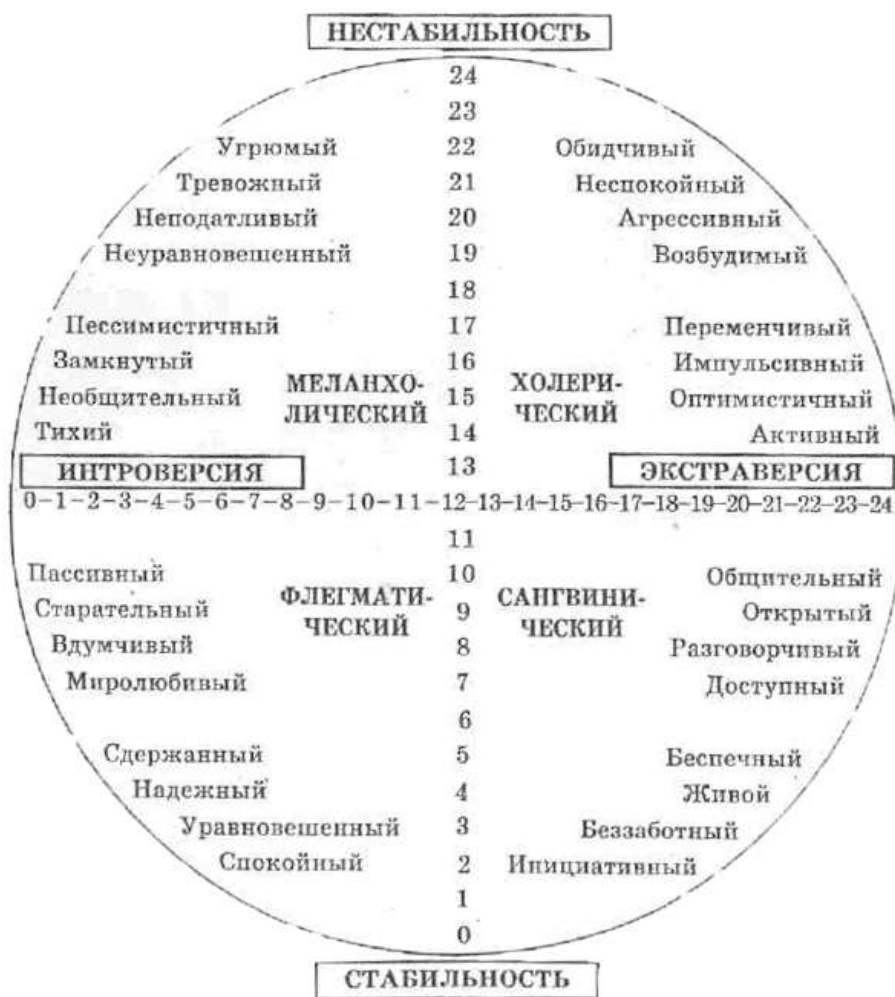 НЕСТАБИЛЬНОСТЬ
24
23
Угрюмый 22 Обидчивый
Тревожный 21 Неспокойный
Неподатливый 20 Агрессивный
Неуравновешенный 19 Возбудимый
18
Пессимистичный 17 Переменчивый
Замкнутый 16 Импульсивный
МЕЛАНХО- ХОЛЕРИ-
Необщительный 15 Оптимистичный
ЛИЧЕСКИЙ ЧЕСКИЙ
Тихий 14 Активный
ИНТРОВЕРСИЯ 13 ЭКСТРАВЕРСИЯ
0–1–2–3–4–5–6–7–8–9–10–11–12–13–14–15–16–17–18–19–20–21–22–23–24
11
Пассивный 10 Общительный
ФЛЕГМАТИ- САНГВИНИ-
Старательный 9 Открытый
ЧЕСКИЙ ЧЕСКИЙ
Вдумчивый 8 Разговорчивый
Миролюбивый 7 Доступный
6
Сдержанный 5 Беспечный
Надежный 4 Живой
Уравновешенный 3 Беззаботный
Спокойный 2 Инициативный
1
0
СТАБИЛЬНОСТЬ